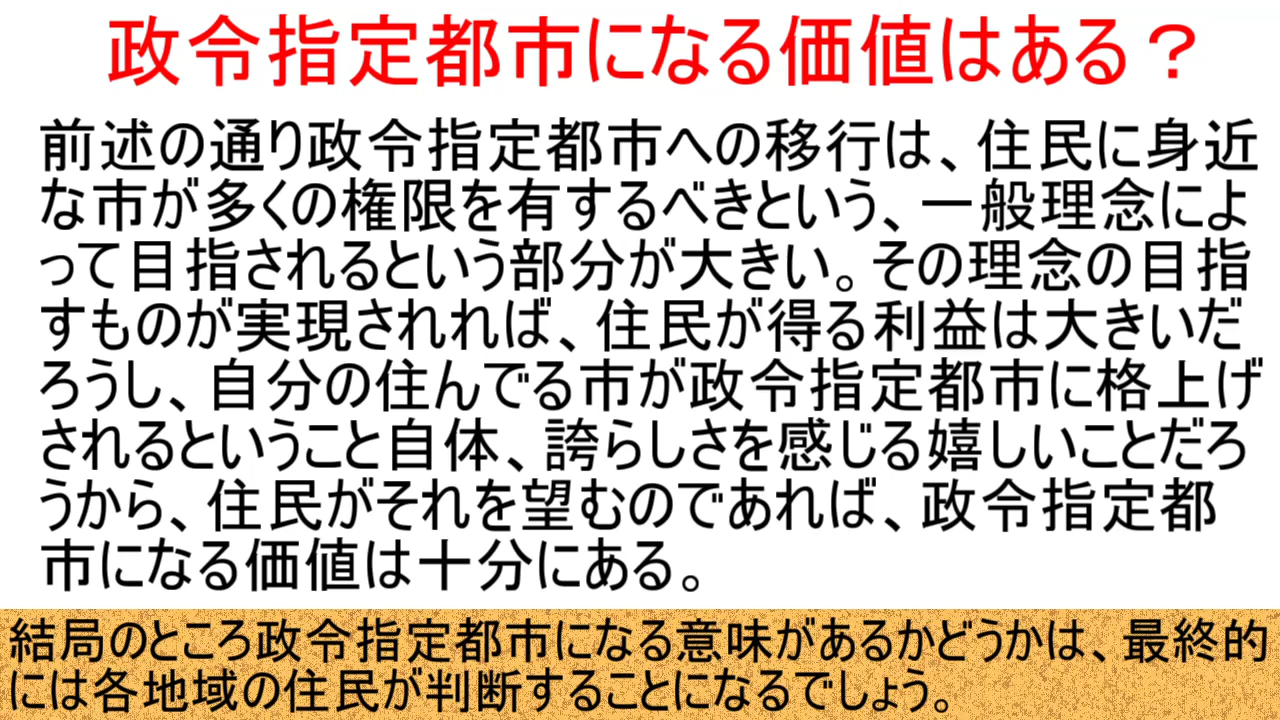 政令指定都市になる価値はある？
前述の通り政令指定都市への移行は、住民に身近
な市が多くの権限を有するべきという、一般理念によ
って目指されるという部分が大きい。その理念の目指
すものが実現されれば、住民が得る利益は大きいだ
ろうし、自分の住んでる市が政令指定都市に格上げ
されるということ自体、誇らしさを感じる嬉しいことだろ
うから、住民がそれを望むのであれば、政令指定都
市になる価値は十分にある。
結局のところ政令指定都市になる意味があるかどうかは、最終的
には各地域の住民が判断することになるでしょう。